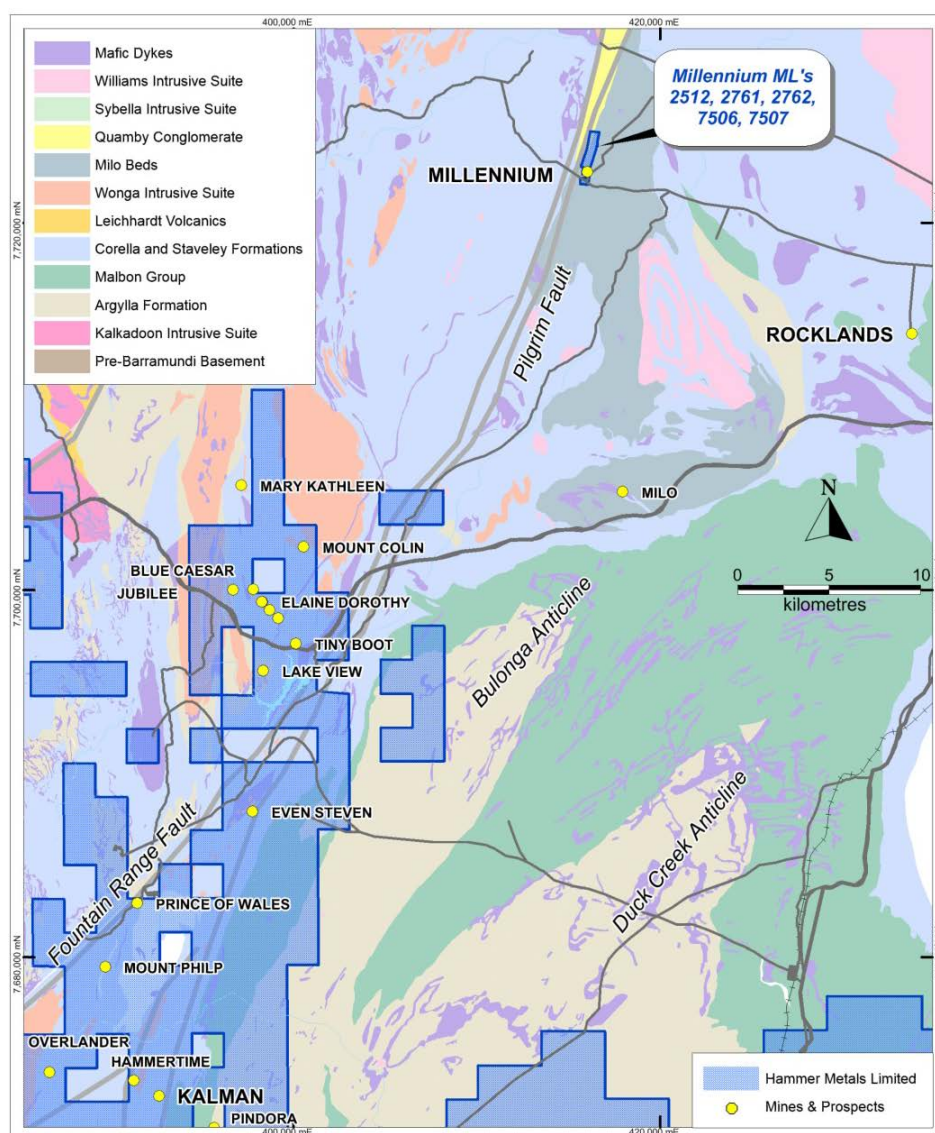 400,000 mE
420,000 mE
Mafic Dykes
Williams Intrusive Suite
Sybella Intrusive Suite
Quamby Conglomerate
Milo Beds
Wonga Intrusive Suite
Leichhardt Volcanics
Corella and Staveley Formations
Malbon Group
Argylla Formation
Kalkadoon Intrusive Suite
Pre-Barramundi Basement
Millennium ML's
2512, 2761, 2762,
7506, 7507
MILLENNIUM
7,720,000 mN
Pilgrim Fault
ROCKLANDS
MARY KATHLEEN
MILO
N
MOUNT COLIN
BLUE CAESAR
JUBILEE
7,700,000 mN
ELAINE DOROTHY
0 5 10
kilometres
TINY BOOT
LAKE VIEW
Bulonga Anticline
EVEN STEVEN
Duck Creek Anticline
Fountain Range Fault
PRINCE OF WALES
7,680,000 mN
MOUNT PHILP
OVERLANDER
HAMMERTIME
KALMAN
PINDORA
Hammer Metals Limited
Mines & Prospects
400,000 mE
420,000 mE